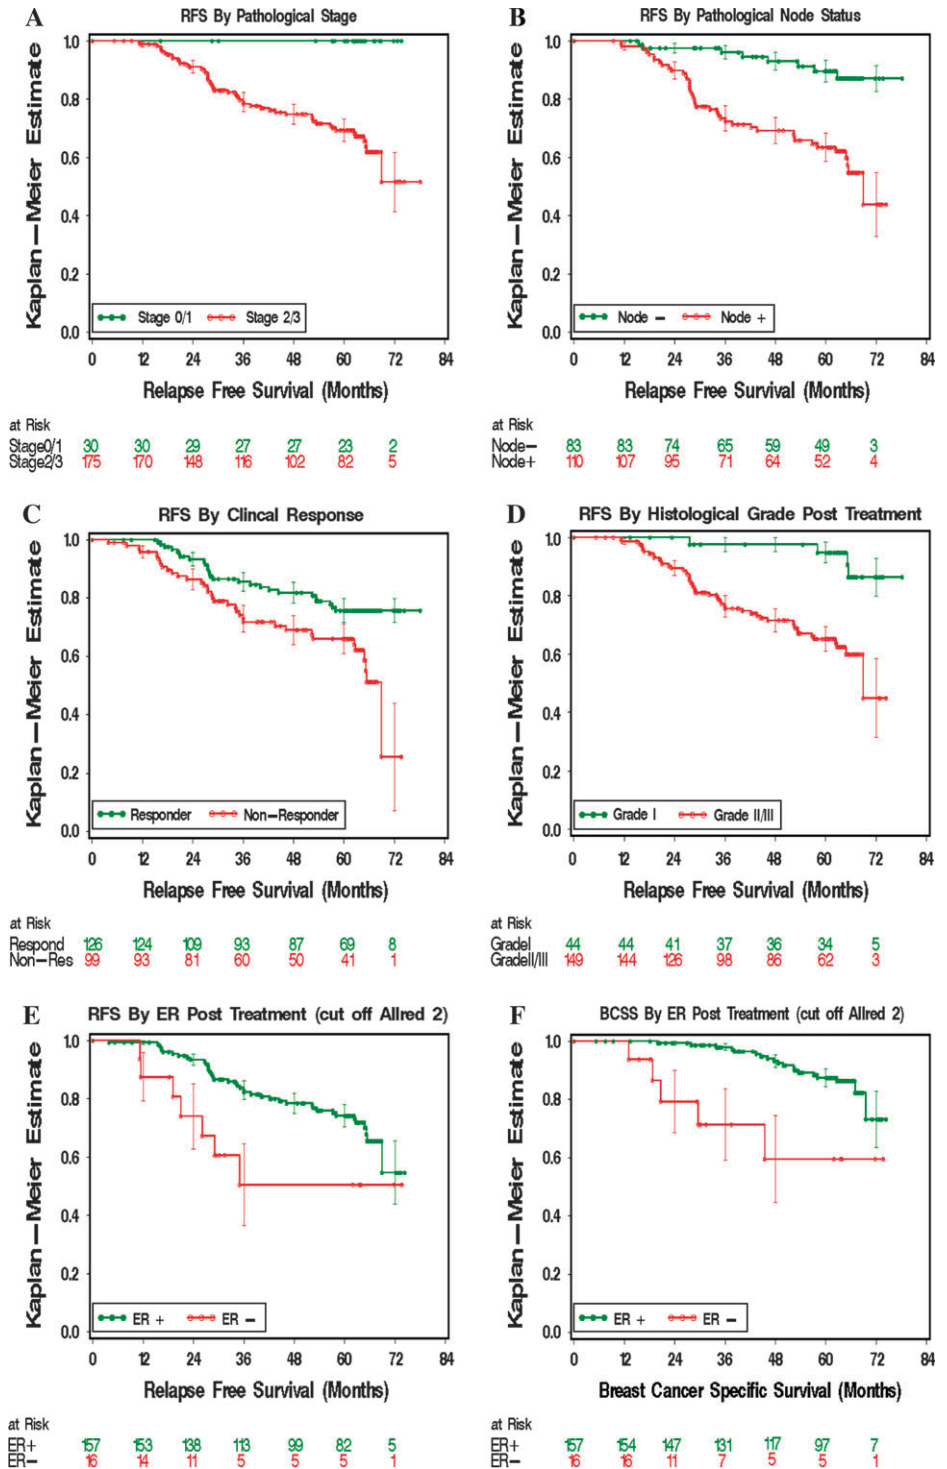 A
RFS By Pathological Stage
Kaplan-Meier Estimate
1.0
0.8
0.6
0.4
0.2
0.0
Stage 0/1 Stage 2/3
0 12 24 36 48 60 72 84
Relapse Free Survival (Months)
at Risk
Stage0/1 30 30 29 27 27 23 2
Stage2/3 175 170 148 116 102 82 5
B
RFS By Pathological Node Status
Kaplan-Meier Estimate
1.0
0.8
0.6
0.4
0.2
0.0
Node - Node +
0 12 24 36 48 60 72 84
Relapse Free Survival (Months)
at Risk
Node- 83 83 74 65 59 49 3
Node+ 110 107 95 71 64 52 4
C
RFS By Clincal Response
Kaplan-Meier Estimate
1.0
0.8
0.6
0.4
0.2
0.0
Responder Non-Responder
0 12 24 36 48 60 72 84
Relapse Free Survival (Months)
at Risk
Respond 126 124 109 93 87 69 8
Non-Res 99 93 81 60 50 41 1
D
RFS By Histological Grade Post Treatment
Kaplan-Meier Estimate
1.0
0.8
0.6
0.4
0.2
0.0
Grade I Grade II/III
0 12 24 36 48 60 72 84
Relapse Free Survival (Months)
at Risk
GradeI 44 44 41 37 36 34 5
GradeII/III 149 144 126 98 86 62 3
E
RFS By ER Post Treatment (cut off Allred 2)
Kaplan-Meier Estimate
1.0
0.8
0.6
0.4
0.2
0.0
ER + ER -
0 12 24 36 48 60 72 84
Relapse Free Survival (Months)
at Risk
ER+ 157 153 138 113 99 82 5
ER- 16 14 11 5 5 5 1
F
BCSS By ER Post Treatment (cut off Allred 2)
Kaplan-Meier Estimate
1.0
0.8
0.6
0.4
0.2
0.0
ER + ER -
0 12 24 36 48 60 72 84
Breast Cancer Specific Survival (Months)
at Risk
ER+ 157 154 147 131 117 97 7
ER- 16 16 11 7 5 5 1